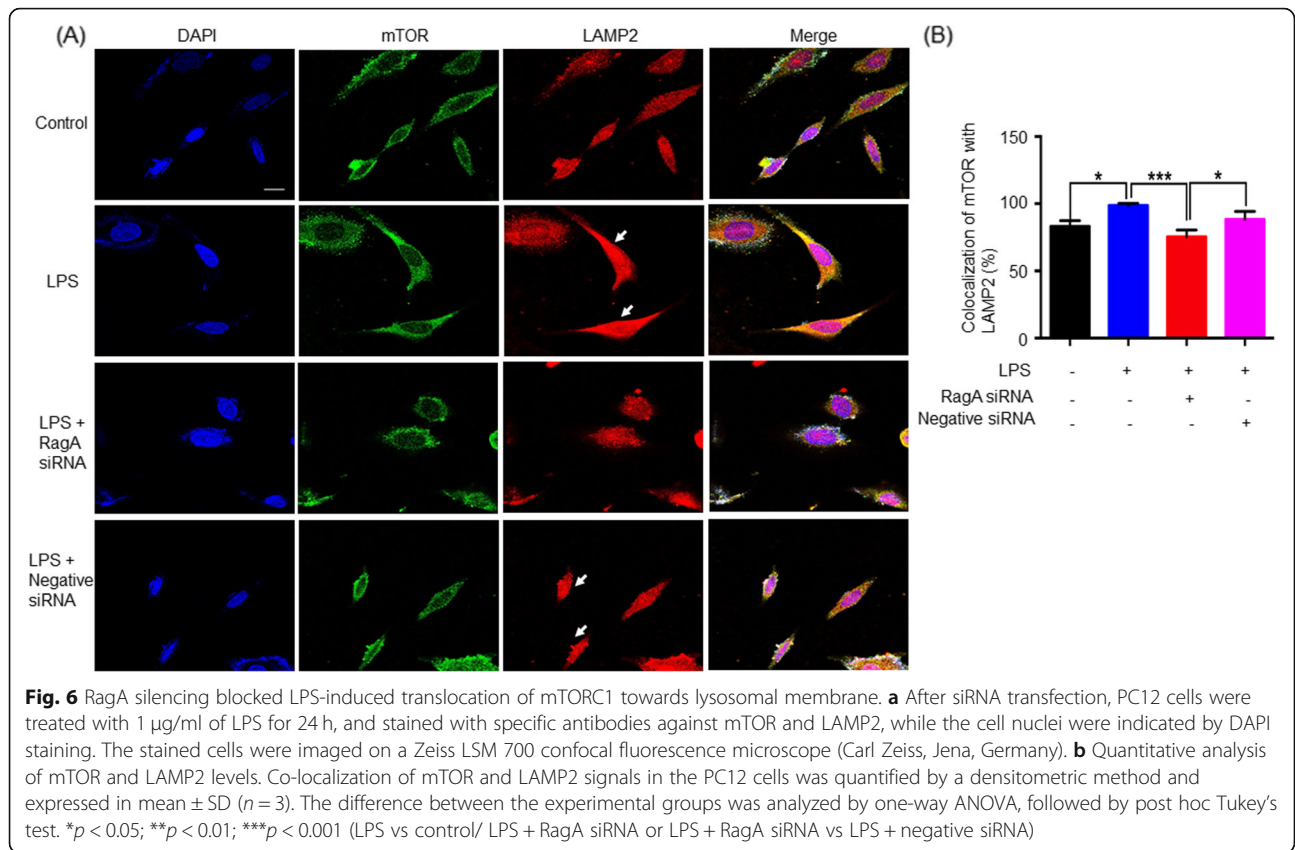 (A)
DAPI mTOR LAMP2 Merge
Control
LPS
LPS +
RagA
siRNA
LPS +
Negative
siRNA
(B)
Colocalization of mTOR with
LAMP2 (%)
150
100
50
0
* *** *
LPS - + + +
RagA siRNA - - + -
Negative siRNA - - - +
Fig. 6 RagA silencing blocked LPS-induced translocation of mTORC1 towards lysosomal membrane. a After siRNA transfection, PC12 cells were
treated with 1 μg/ml of LPS for 24 h, and stained with specific antibodies against mTOR and LAMP2, while the cell nuclei were indicated by DAPI
staining. The stained cells were imaged on a Zeiss LSM 700 confocal fluorescence microscope (Carl Zeiss, Jena, Germany). b Quantitative analysis
of mTOR and LAMP2 levels. Co-localization of mTOR and LAMP2 signals in the PC12 cells was quantified by a densitometric method and
expressed in mean ± SD (n = 3). The difference between the experimental groups was analyzed by one-way ANOVA, followed by post hoc Tukey's
test. *p < 0.05; **p < 0.01; ***p < 0.001 (LPS vs control/ LPS + RagA siRNA or LPS + RagA siRNA vs LPS + negative siRNA)